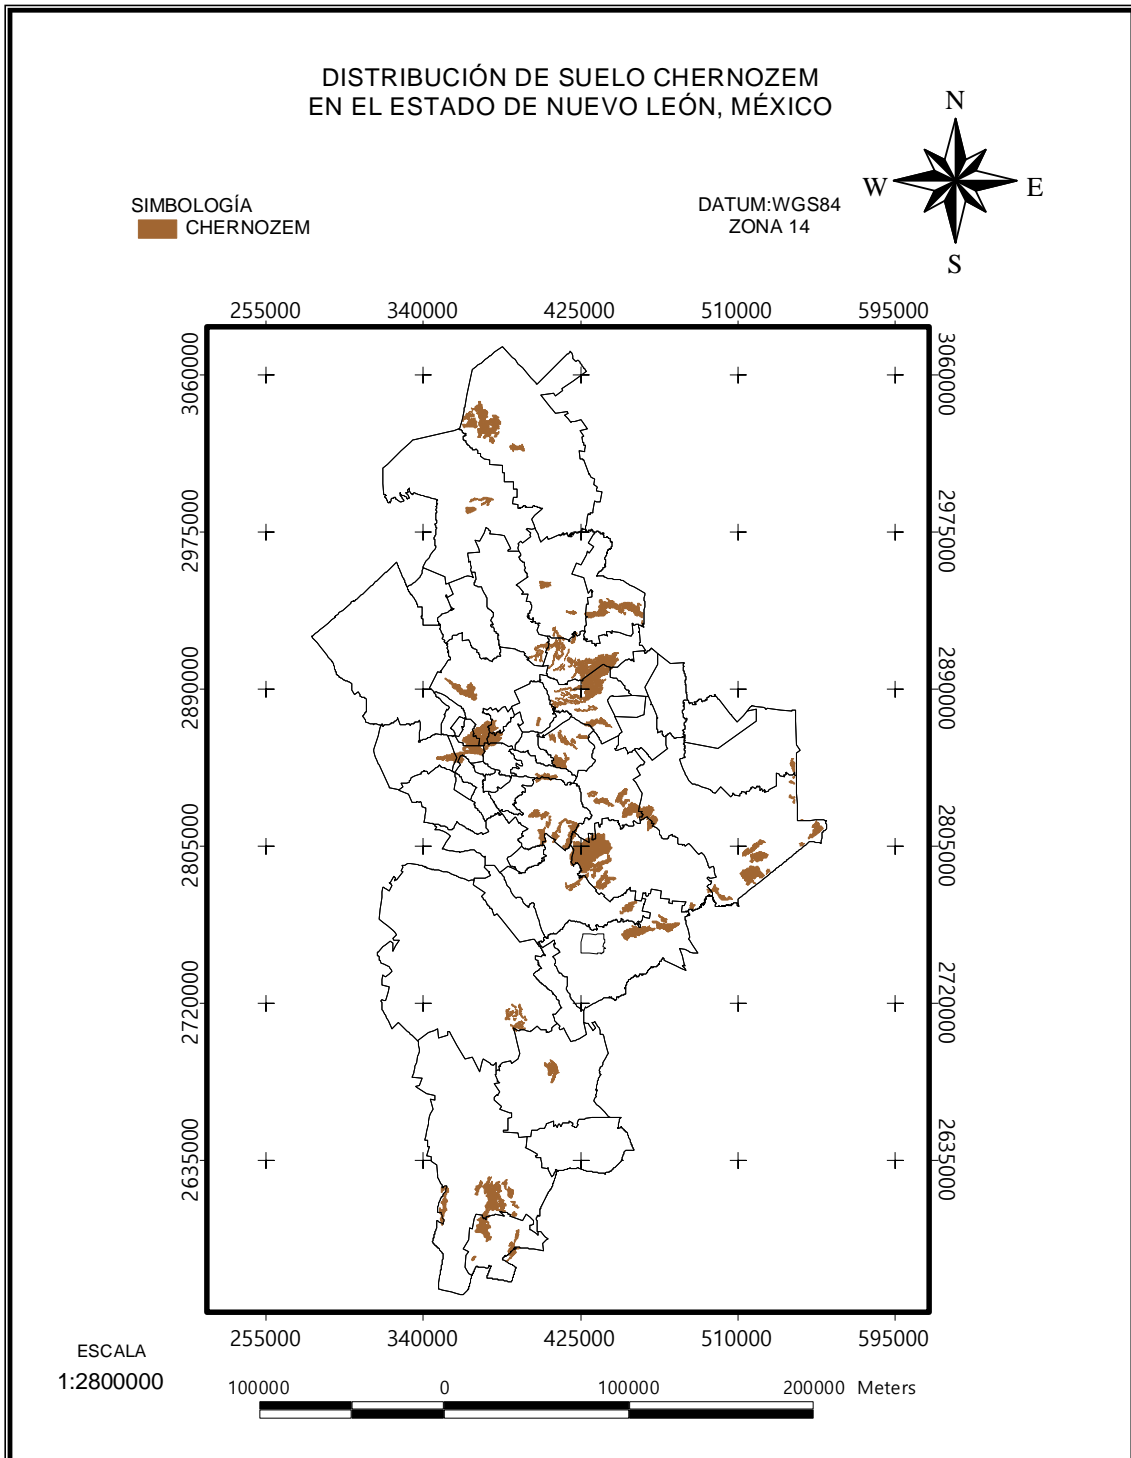 DISTRIBUCIÓN DE SUELO CHERNOZEM
EN EL ESTADO DE NUEVO LEÓN, MÉXICO
N
W E
S
SIMBOLOGÍA
CHERNOZEM
DATUM:WGS84
ZONA 14
255000 340000 425000 510000 595000
3060000 3060000
2975000 2975000
2890000 2890000
2805000 2805000
2720000 2720000
2635000 2635000
255000 340000 425000 510000 595000
ESCALA
1:2800000
100000 0 100000 200000 Meters